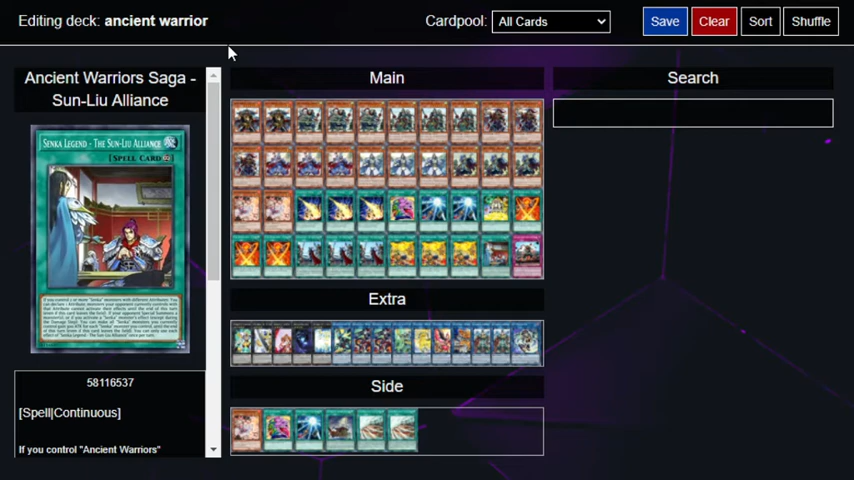 Editing deck: ancient warrior
Cardpool:
All Cards
Save
Clear
Sort
Shuffle
Ancient Warriors Saga -
Sun-Liu Alliance
SENKA LEGEND - THE SUN-LIU ALLIANCE
[SPELL CARD]
58116537
[Spell|Continuous]
If you control "Ancient Warriors"
Main
Extra
Side
Search